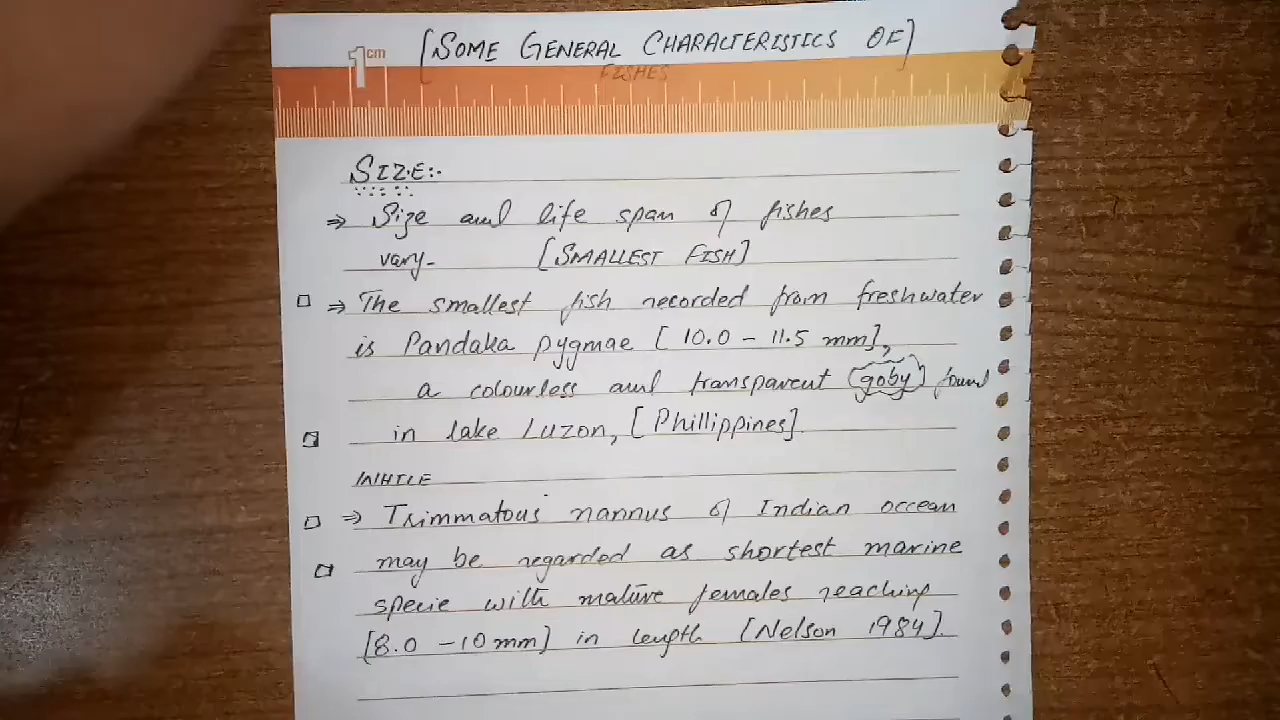 1cm
[SOME GENERAL CHARACTERISTICS OF]
FISHES
SIZE:-
⇒ Size and life span of fishes
vary- [SMALLEST FISH]
⇒ The smallest fish recorded from freshwater
is Pandaka pygmae [10.0 - 11.5 mm],
a colourless and transparent (goby) found
in lake Luzon, [Phillippines].
WHILE
⇒ Trimmatous nannus of Indian occean
may be regarded as shortest marine
specie with mature females reaching
[8.0 - 10 mm] in length [Nelson 1984].